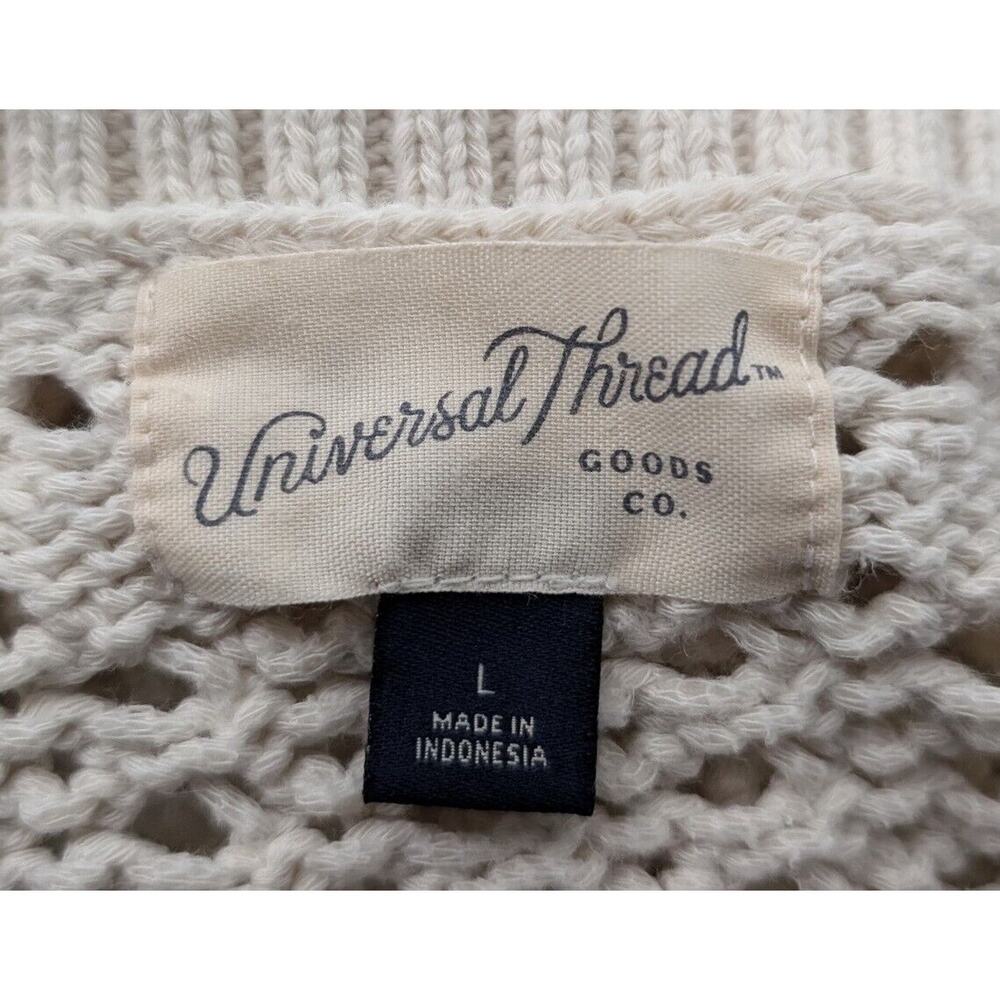 Universal Thread™
GOODS
CO.
L
MADE IN
INDONESIA